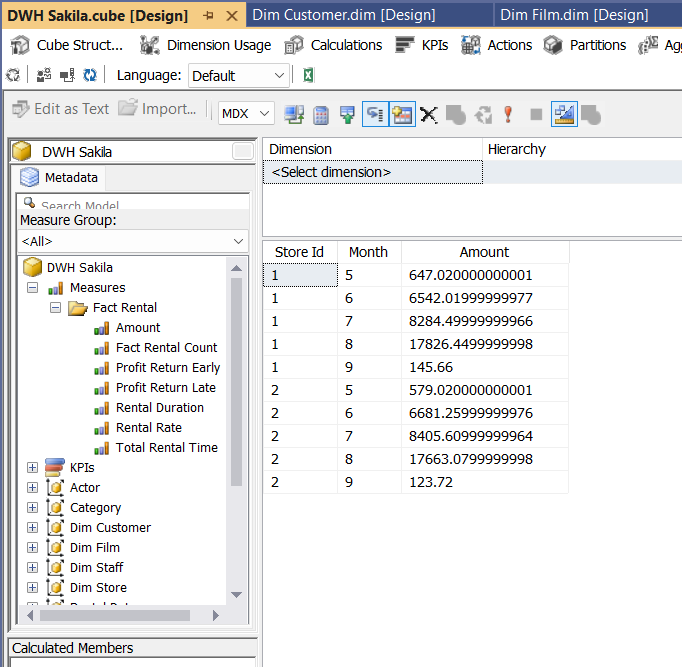 DWH Sakila.cube [Design] Dim Customer.dim [Design] Dim Film.dim [Design]
Cube Struct... Dimension Usage Calculations KPIs Actions Partitions Agg
Language: Default
Edit as Text Import... MDX
DWH Sakila
Metadata
Search Model
Measure Group:
<All>
DWH Sakila
Measures
Fact Rental
Amount
Fact Rental Count
Profit Return Early
Profit Return Late
Rental Duration
Rental Rate
Total Rental Time
KPIs
Actor
Category
Dim Customer
Dim Film
Dim Staff
Dim Store
Calculated Members
Dimension Hierarchy
<Select dimension>
Store Id Month Amount
1 5 647.020000000001
1 6 6542.01999999977
1 7 8284.49999999966
1 8 17826.4499999998
1 9 145.66
2 5 579.020000000001
2 6 6681.25999999976
2 7 8405.60999999964
2 8 17663.0799999998
2 9 123.72